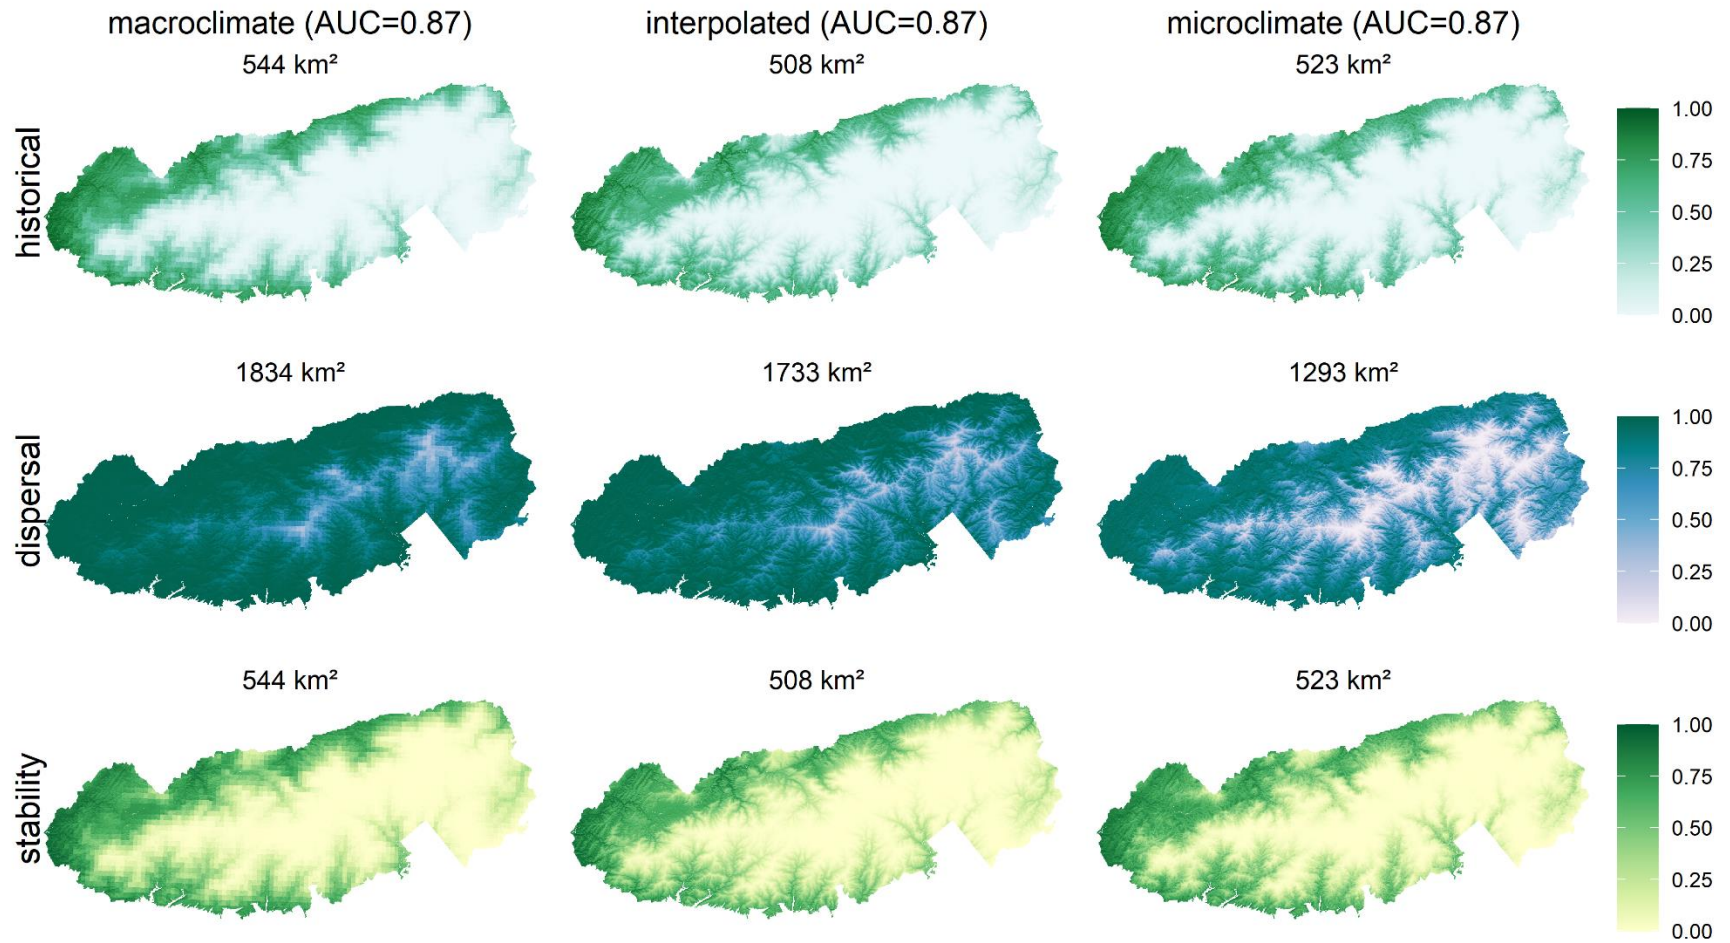 macroclimate (AUC=0.87)
interpolated (AUC=0.87)
microclimate (AUC=0.87)
544 km²
508 km²
523 km²
historical
1.00
0.75
0.50
0.25
0.00
1834 km²
1733 km²
1293 km²
dispersal
1.00
0.75
0.50
0.25
0.00
544 km²
508 km²
523 km²
stability
1.00
0.75
0.50
0.25
0.00